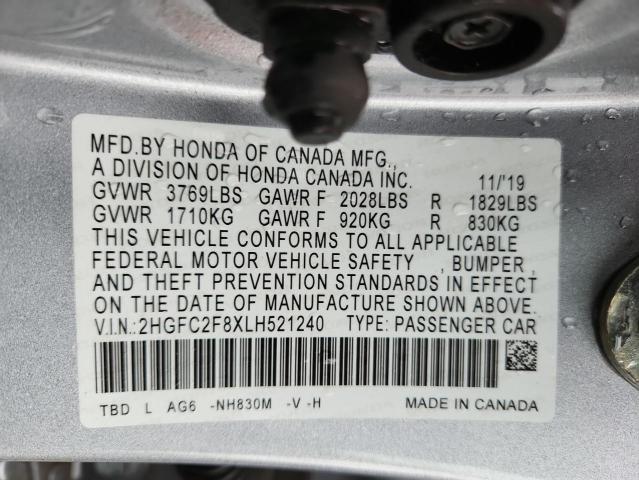 MFD.BY HONDA OF CANADA MFG.,
A DIVISION OF HONDA CANADA INC. 11/'19
GVWR 3769LBS GAWR F 2028LBS R 1829LBS
GVWR 1710KG GAWR F 920KG R 830KG
THIS VEHICLE CONFORMS TO ALL APPLICABLE
FEDERAL MOTOR VEHICLE SAFETY , BUMPER ,
AND THEFT PREVENTION STANDARDS IN EFFECT
ON THE DATE OF MANUFACTURE SHOWN ABOVE.
V.I.N.:2HGFC2F8XLH521240 TYPE: PASSENGER CAR
TBD L AG6 -NH830M -V -H MADE IN CANADA